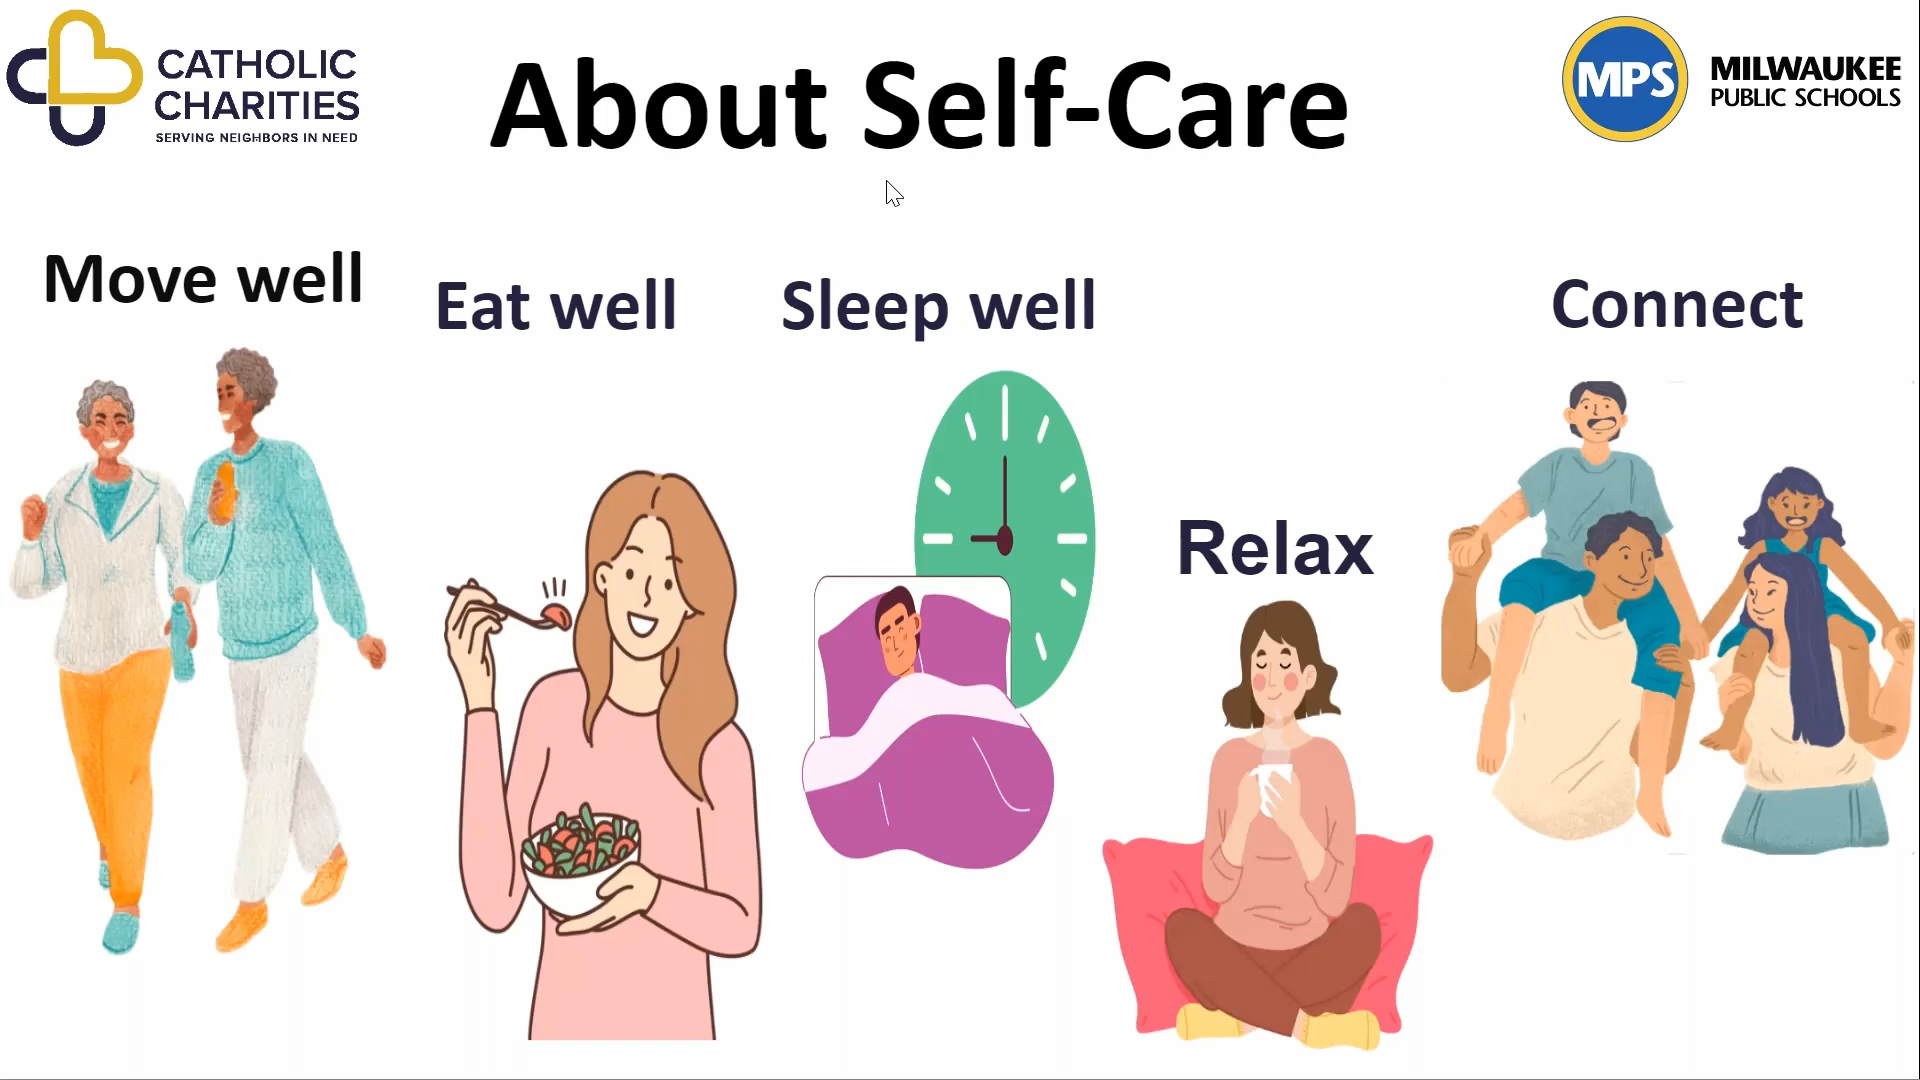 CATHOLIC
CHARITIES
SERVING NEIGHBORS IN NEED
About Self-Care
MPS
MILWAUKEE
PUBLIC SCHOOLS
Move well
Eat well
Sleep well
Relax
Connect